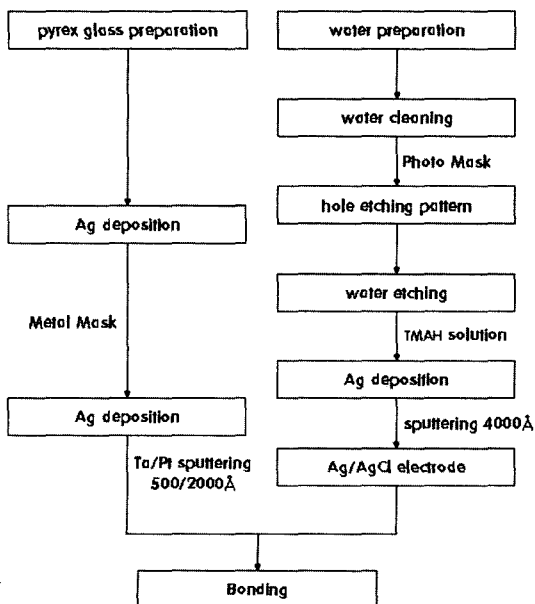 pyrex glass preparation
water preparation
water cleaning
Photo Mask
hole etching pattern
Ag deposition
water etching
Metal Mask
TMAH solution
Ag deposition
Ag deposition
sputtering 4000Å
Ta/Pt sputtering
500/2000Å
Ag/AgCl electrode
Bonding